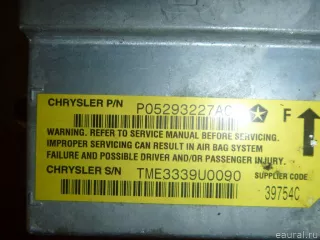 CHRYSLER P/N P05293227AC F
WARNING. REFER TO SERVICE MANUAL BEFORE SERVICING.
IMPROPER SERVICING CAN RESULT IN AIR BAG SYSTEM
FAILURE AND POSSIBLE DRIVER AND/OR PASSENGER INJURY.
CHRYSLER S/N TME3339U0090 SUPPLIER CODE
39754C
eaural.ru